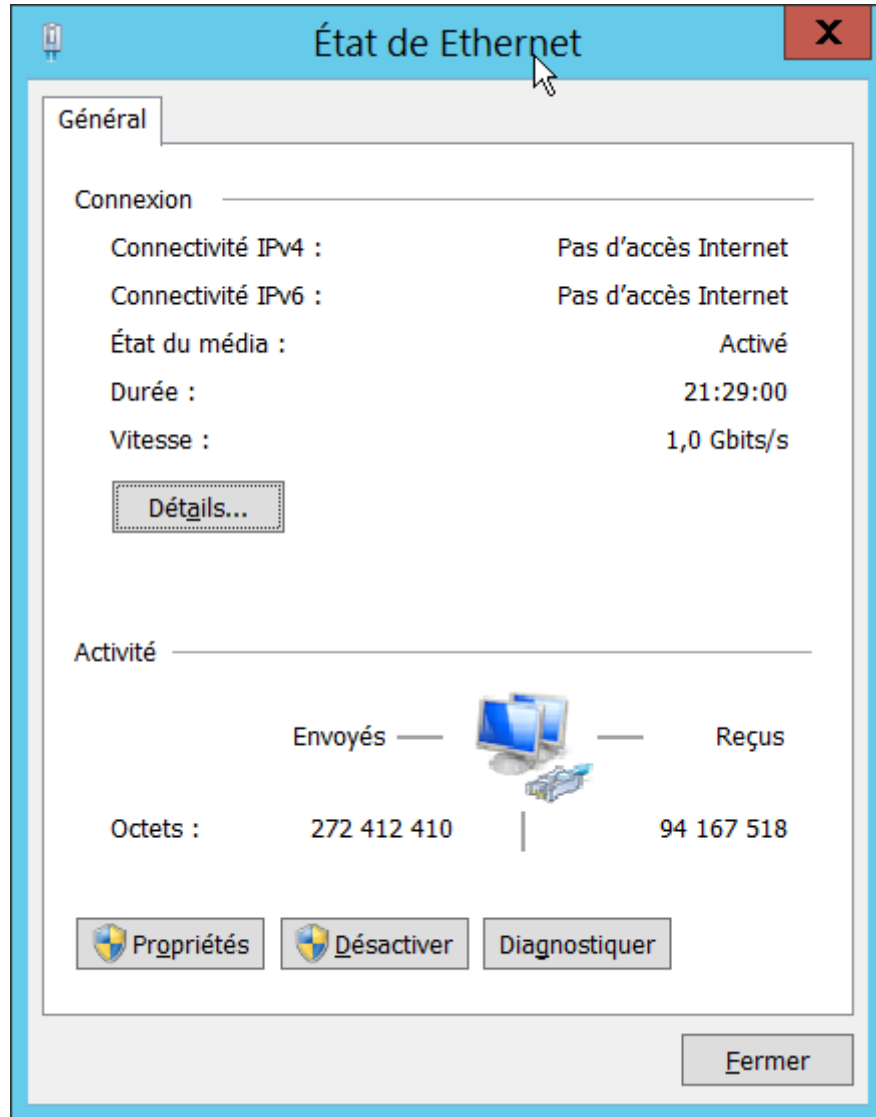 État de Ethernet
X
Général
Connexion
Connectivité IPv4 : Pas d’accès Internet
Connectivité IPv6 : Pas d’accès Internet
État du média : Activé
Durée : 21:29:00
Vitesse : 1,0 Gbits/s
Détails...
Activité
Envoyés Reçus
Octets : 272 412 410 94 167 518
Propriétés Désactiver Diagnostiquer
Fermer